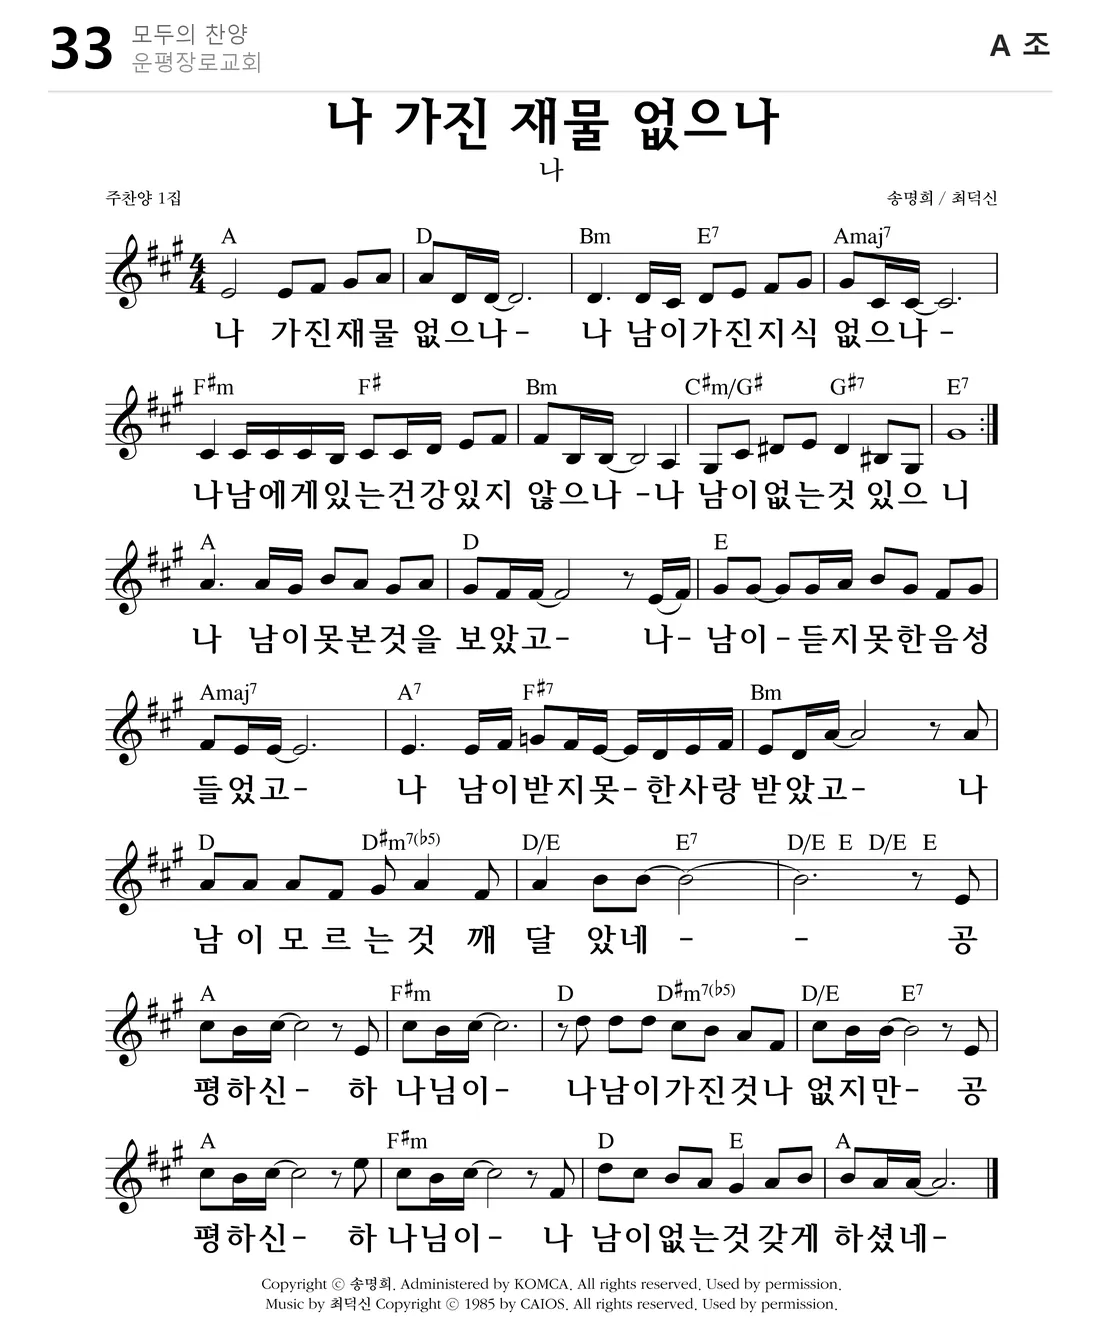 33 모두의 찬양
운평장로교회
A 조
나 가진 재물 없으나
나
주찬양 1집
송명희 / 최덕신
A D Bm E7 Amaj7
나 가진재물 없으나- 나 남이가진지식 없으나-
F#m F# Bm C#m/G# G#7 E7
나남에게있는건강있지 않으나 -나 남이없는것 있으 니
A D E
나 남이못본것을 보았고- 나- 남이-듣지못한음성
Amaj7 A7 F#7 Bm
들었고- 나 남이받지못-한사랑 받았고- 나
D D#m7(b5) D/E E7 D/E E D/E E
남 이 모 르 는 것 깨 달 았네 - - 공
A F#m D D#m7(b5) D/E E7
평하신- 하 나님이- 나남이가진것나 없지만- 공
A F#m D E A
평하신- 하 나님이- 나 남이없는것갖게 하셨네-
Copyright ⓒ 송명희. Administered by KOMCA. All rights reserved. Used by permission.
Music by 최덕신 Copyright ⓒ 1985 by CAIOS. All rights reserved. Used by permission.